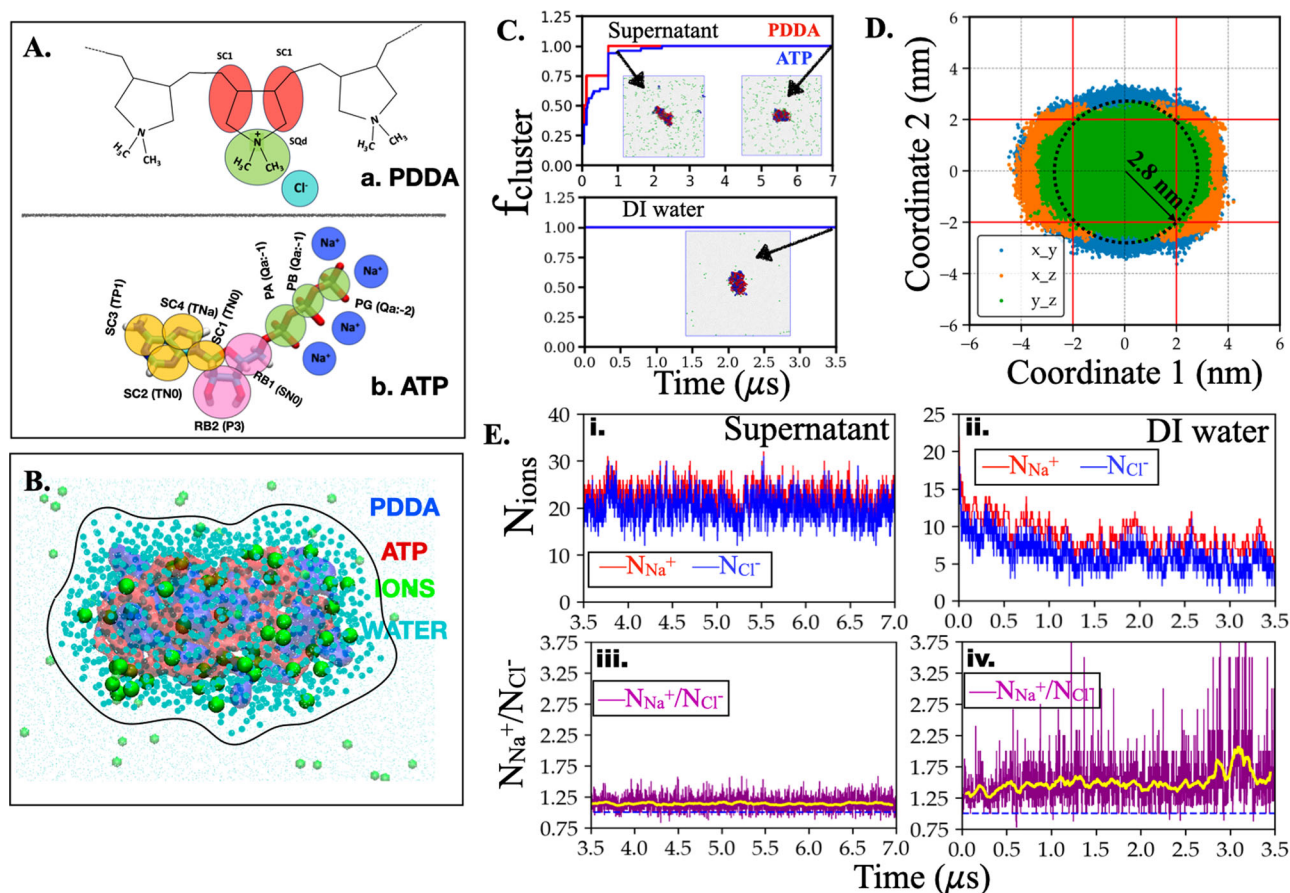 A.
SC1
SC1
N
H₃C
CH₃
N
+
H₃C
CH₃
SQd
Cl⁻
N
H₃C
CH₃
a. PDDA
SC3 (TP1)
SC4 (TNa)
SC1 (TN0)
PA (Qa:-1)
PB (Qa:-1)
PG (Qa:-2)
Na⁺
Na⁺
Na⁺
Na⁺
SC2 (TN0)
RB1 (SN0)
RB2 (P3)
b. ATP
B.
PDDA
ATP
IONS
WATER
C.
1.25
1.00
0.75
0.50
0.25
0.00
Supernatant
PDDA
ATP
0 1 2 3 4 5 6 7
f_cluster
1.25
1.00
0.75
0.50
0.25
0.00
DI water
0.0 0.5 1.0 1.5 2.0 2.5 3.0 3.5
Time (μs)
D.
Coordinate 2 (nm)
6
4
2
0
−2
−4
−6
2.8 nm
x_y
x_z
y_z
−6 −4 −2 0 2 4 6
Coordinate 1 (nm)
E.
i.
Supernatant
N_ions
40
30
20
10
0
N_Na⁺ N_Cl⁻
3.5 4.0 4.5 5.0 5.5 6.0 6.5 7.0
ii.
DI water
25
20
15
10
5
0
N_Na⁺ N_Cl⁻
0.0 0.5 1.0 1.5 2.0 2.5 3.0 3.5
iii.
N_Na⁺/N_Cl⁻
3.75
3.25
2.75
2.25
1.75
1.25
0.75
N_Na⁺/N_Cl⁻
3.5 4.0 4.5 5.0 5.5 6.0 6.5 7.0
iv.
3.75
3.25
2.75
2.25
1.75
1.25
0.75
N_Na⁺/N_Cl⁻
0.0 0.5 1.0 1.5 2.0 2.5 3.0 3.5
Time (μs)